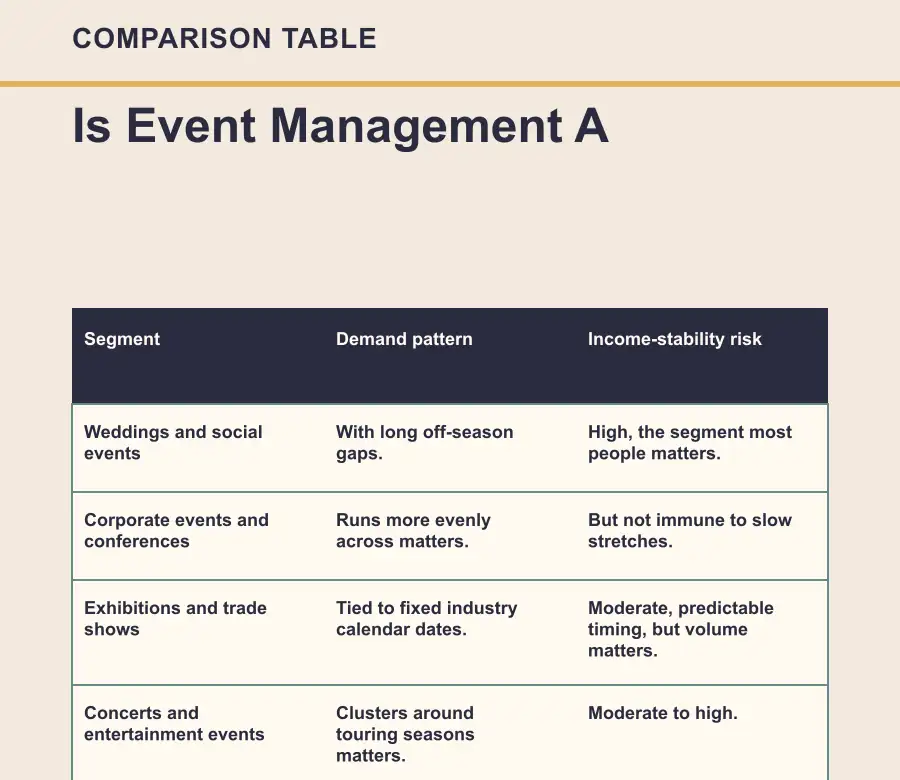 COMPARISON TABLE
Is Event Management A
Segment
Demand pattern
Income-stability risk
Weddings and social
events
With long off-season
gaps.
High, the segment most
people matters.
Corporate events and
conferences
Runs more evenly
across matters.
But not immune to slow
stretches.
Exhibitions and trade
shows
Tied to fixed industry
calendar dates.
Moderate, predictable
timing, but volume
matters.
Concerts and
entertainment events
Clusters around
touring seasons
matters.
Moderate to high.